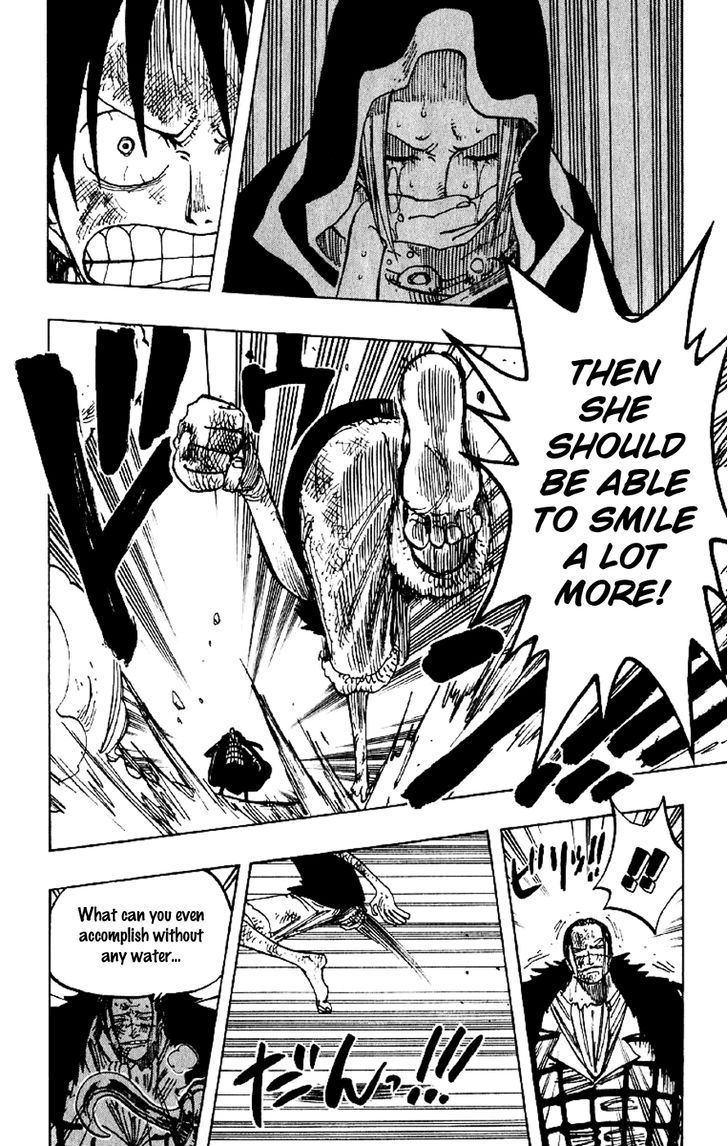 THEN
SHE
SHOULD
BE ABLE
TO SMILE
A LOT
MORE!
ドウ
!!!
!!
ビリッ!!
だんっ!!!
What can you even
accomplish without
any water...